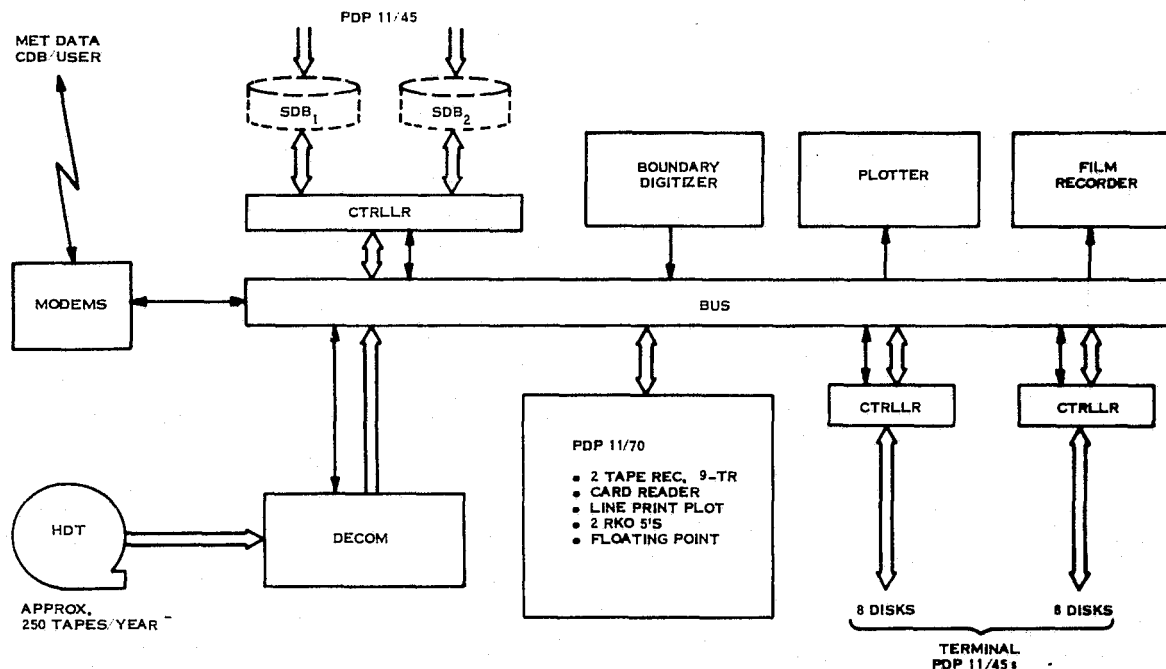 PDP 11/45
MET DATA
CDB/USER
SDB1
SDB2
CTRLLR
BOUNDARY
DIGITIZER
PLOTTER
FILM
RECORDER
MODEMS
BUS
CTRLLR
CTRLLR
PDP 11/70
• 2 TAPE REC, 9-TR
• CARD READER
• LINE PRINT PLOT
• 2 RKO 5'S
• FLOATING POINT
HDT
DECOM
APPROX.
250 TAPES/YEAR
8 DISKS
8 DISKS
TERMINAL
PDP 11/45s